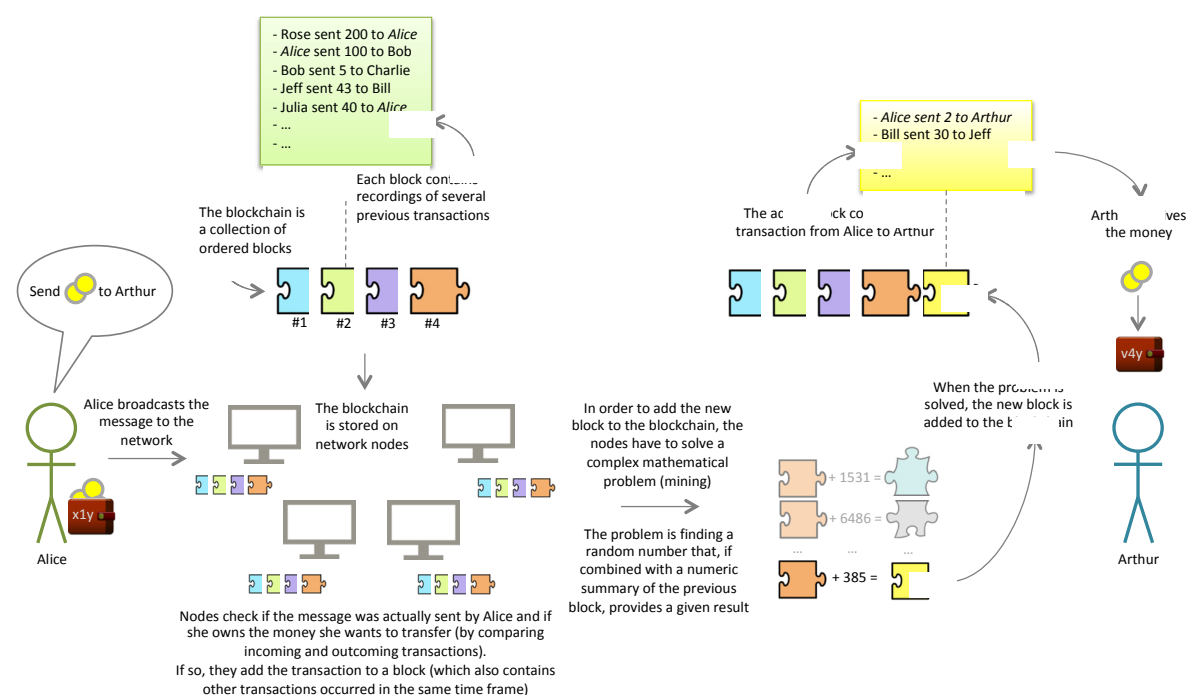 - Rose sent 200 to Alice
- Alice sent 100 to Bob
- Bob sent 5 to Charlie
- Jeff sent 43 to Bill
- Julia sent 40 to Alice
- ...
- ...
Each block
recordings of several
previous transactions
The blockchain is
a collection of
ordered blocks
#1 #2 #3 #4
Send to Arthur
Alice broadcasts the
message to the
network
x1y
Alice
The blockchain
is stored on
network nodes
Nodes check if the message was actually sent by Alice and if
she owns the money she wants to transfer (by comparing
incoming and outcoming transactions).
If so, they add the transaction to a block (which also contains
other transactions occurred in the same time frame)
In order to add the new
block to the blockchain, the
nodes have to solve a
complex mathematical
problem (mining)
The problem is finding a
random number that, if
combined with a numeric
summary of the previous
block, provides a given result
+ 1531 =
+ 6486 =
... ... ...
+ 385 =
When the problem is
solved, the new block is
added to the
- Alice sent 2 to Arthur
- Bill sent 30 to Jeff
- ...
The
transaction from Alice to Arthur
the money
v4y
Arthur